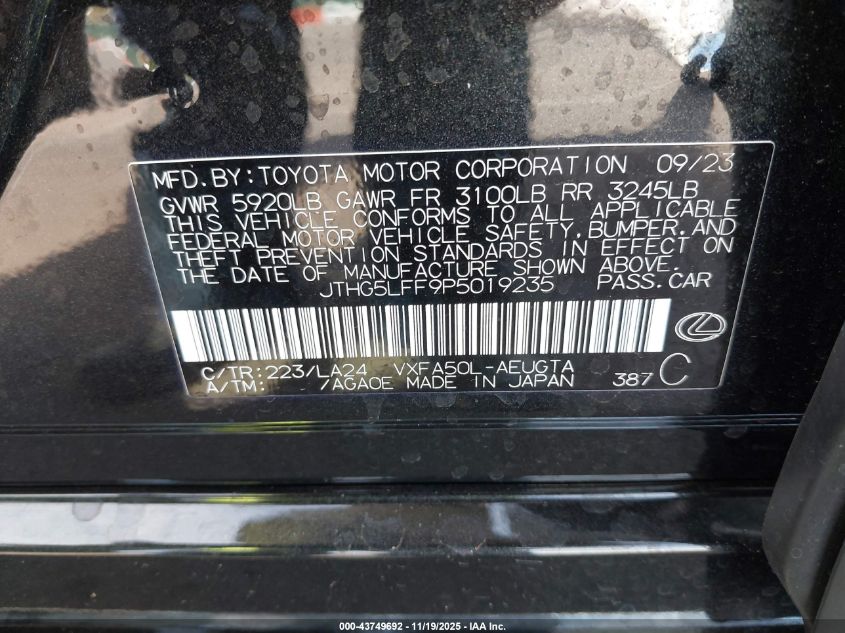 MFD. BY: TOYOTA MOTOR CORPORATION 09/23
GVWR 5920LB GAWR FR 3100LB RR 3245LB
THIS VEHICLE CONFORMS TO ALL APPLICABLE
FEDERAL MOTOR VEHICLE SAFETY, BUMPER, AND
THEFT PREVENTION STANDARDS IN EFFECT ON
THE DATE OF MANUFACTURE SHOWN ABOVE.
JTHG5LFF9P5019235 PASS. CAR
C/TR: 223/LA24 VXFA50L-AEUGTA
A/TM: /AGA0E MADE IN JAPAN 387 C
000-43749692 - 11/19/2025 - IAA Inc.